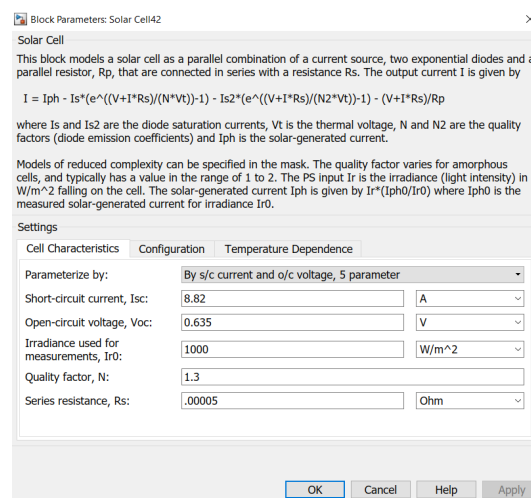 Block Parameters: Solar Cell42
Solar Cell
This block models a solar cell as a parallel combination of a current source, two exponential diodes and a
parallel resistor, Rp, that are connected in series with a resistance Rs. The output current I is given by
I = Iph - Is*(e^((V+I*Rs)/(N*Vt))-1) - Is2*(e^((V+I*Rs)/(N2*Vt))-1) - (V+I*Rs)/Rp
where Is and Is2 are the diode saturation currents, Vt is the thermal voltage, N and N2 are the quality
factors (diode emission coefficients) and Iph is the solar-generated current.
Models of reduced complexity can be specified in the mask. The quality factor varies for amorphous
cells, and typically has a value in the range of 1 to 2. The PS input Ir is the irradiance (light intensity) in
W/m^2 falling on the cell. The solar-generated current Iph is given by Ir*(Iph0/Ir0) where Iph0 is the
measured solar-generated current for irradiance Ir0.
Settings
Cell Characteristics Configuration Temperature Dependence
Parameterize by: By s/c current and o/c voltage, 5 parameter
Short-circuit current, Isc: 8.82 A
Open-circuit voltage, Voc: 0.635 V
Irradiance used for
measurements, Ir0: 1000 W/m^2
Quality factor, N: 1.3
Series resistance, Rs: .00005 Ohm
OK Cancel Help Apply